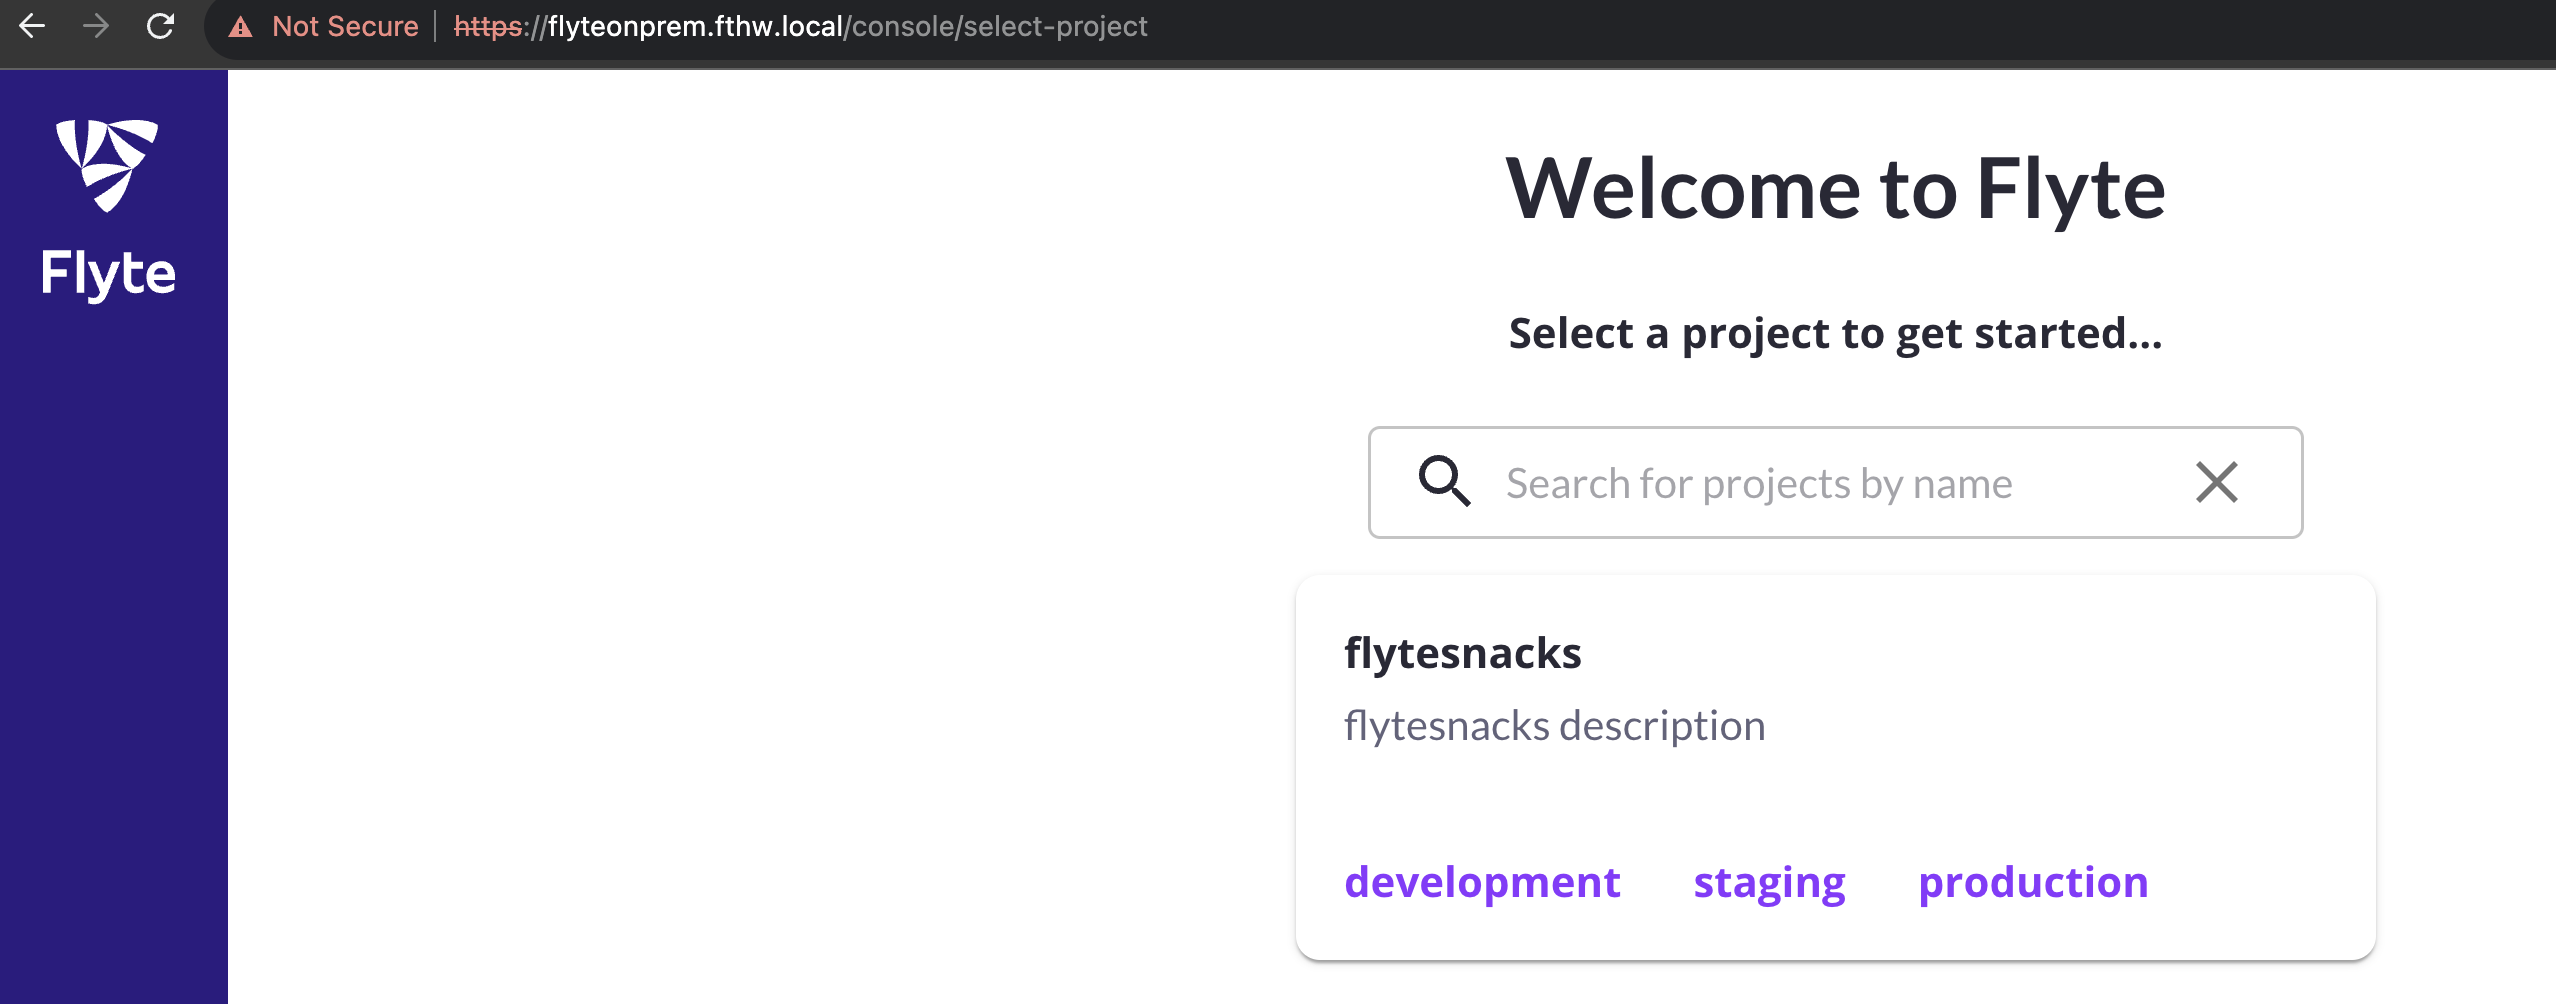 Not Secure https://flyteonprem.fthw.local/console/select-project
Flyte
Welcome to Flyte
Select a project to get started...
Search for projects by name
flytesnacks
flytesnacks description
development staging production